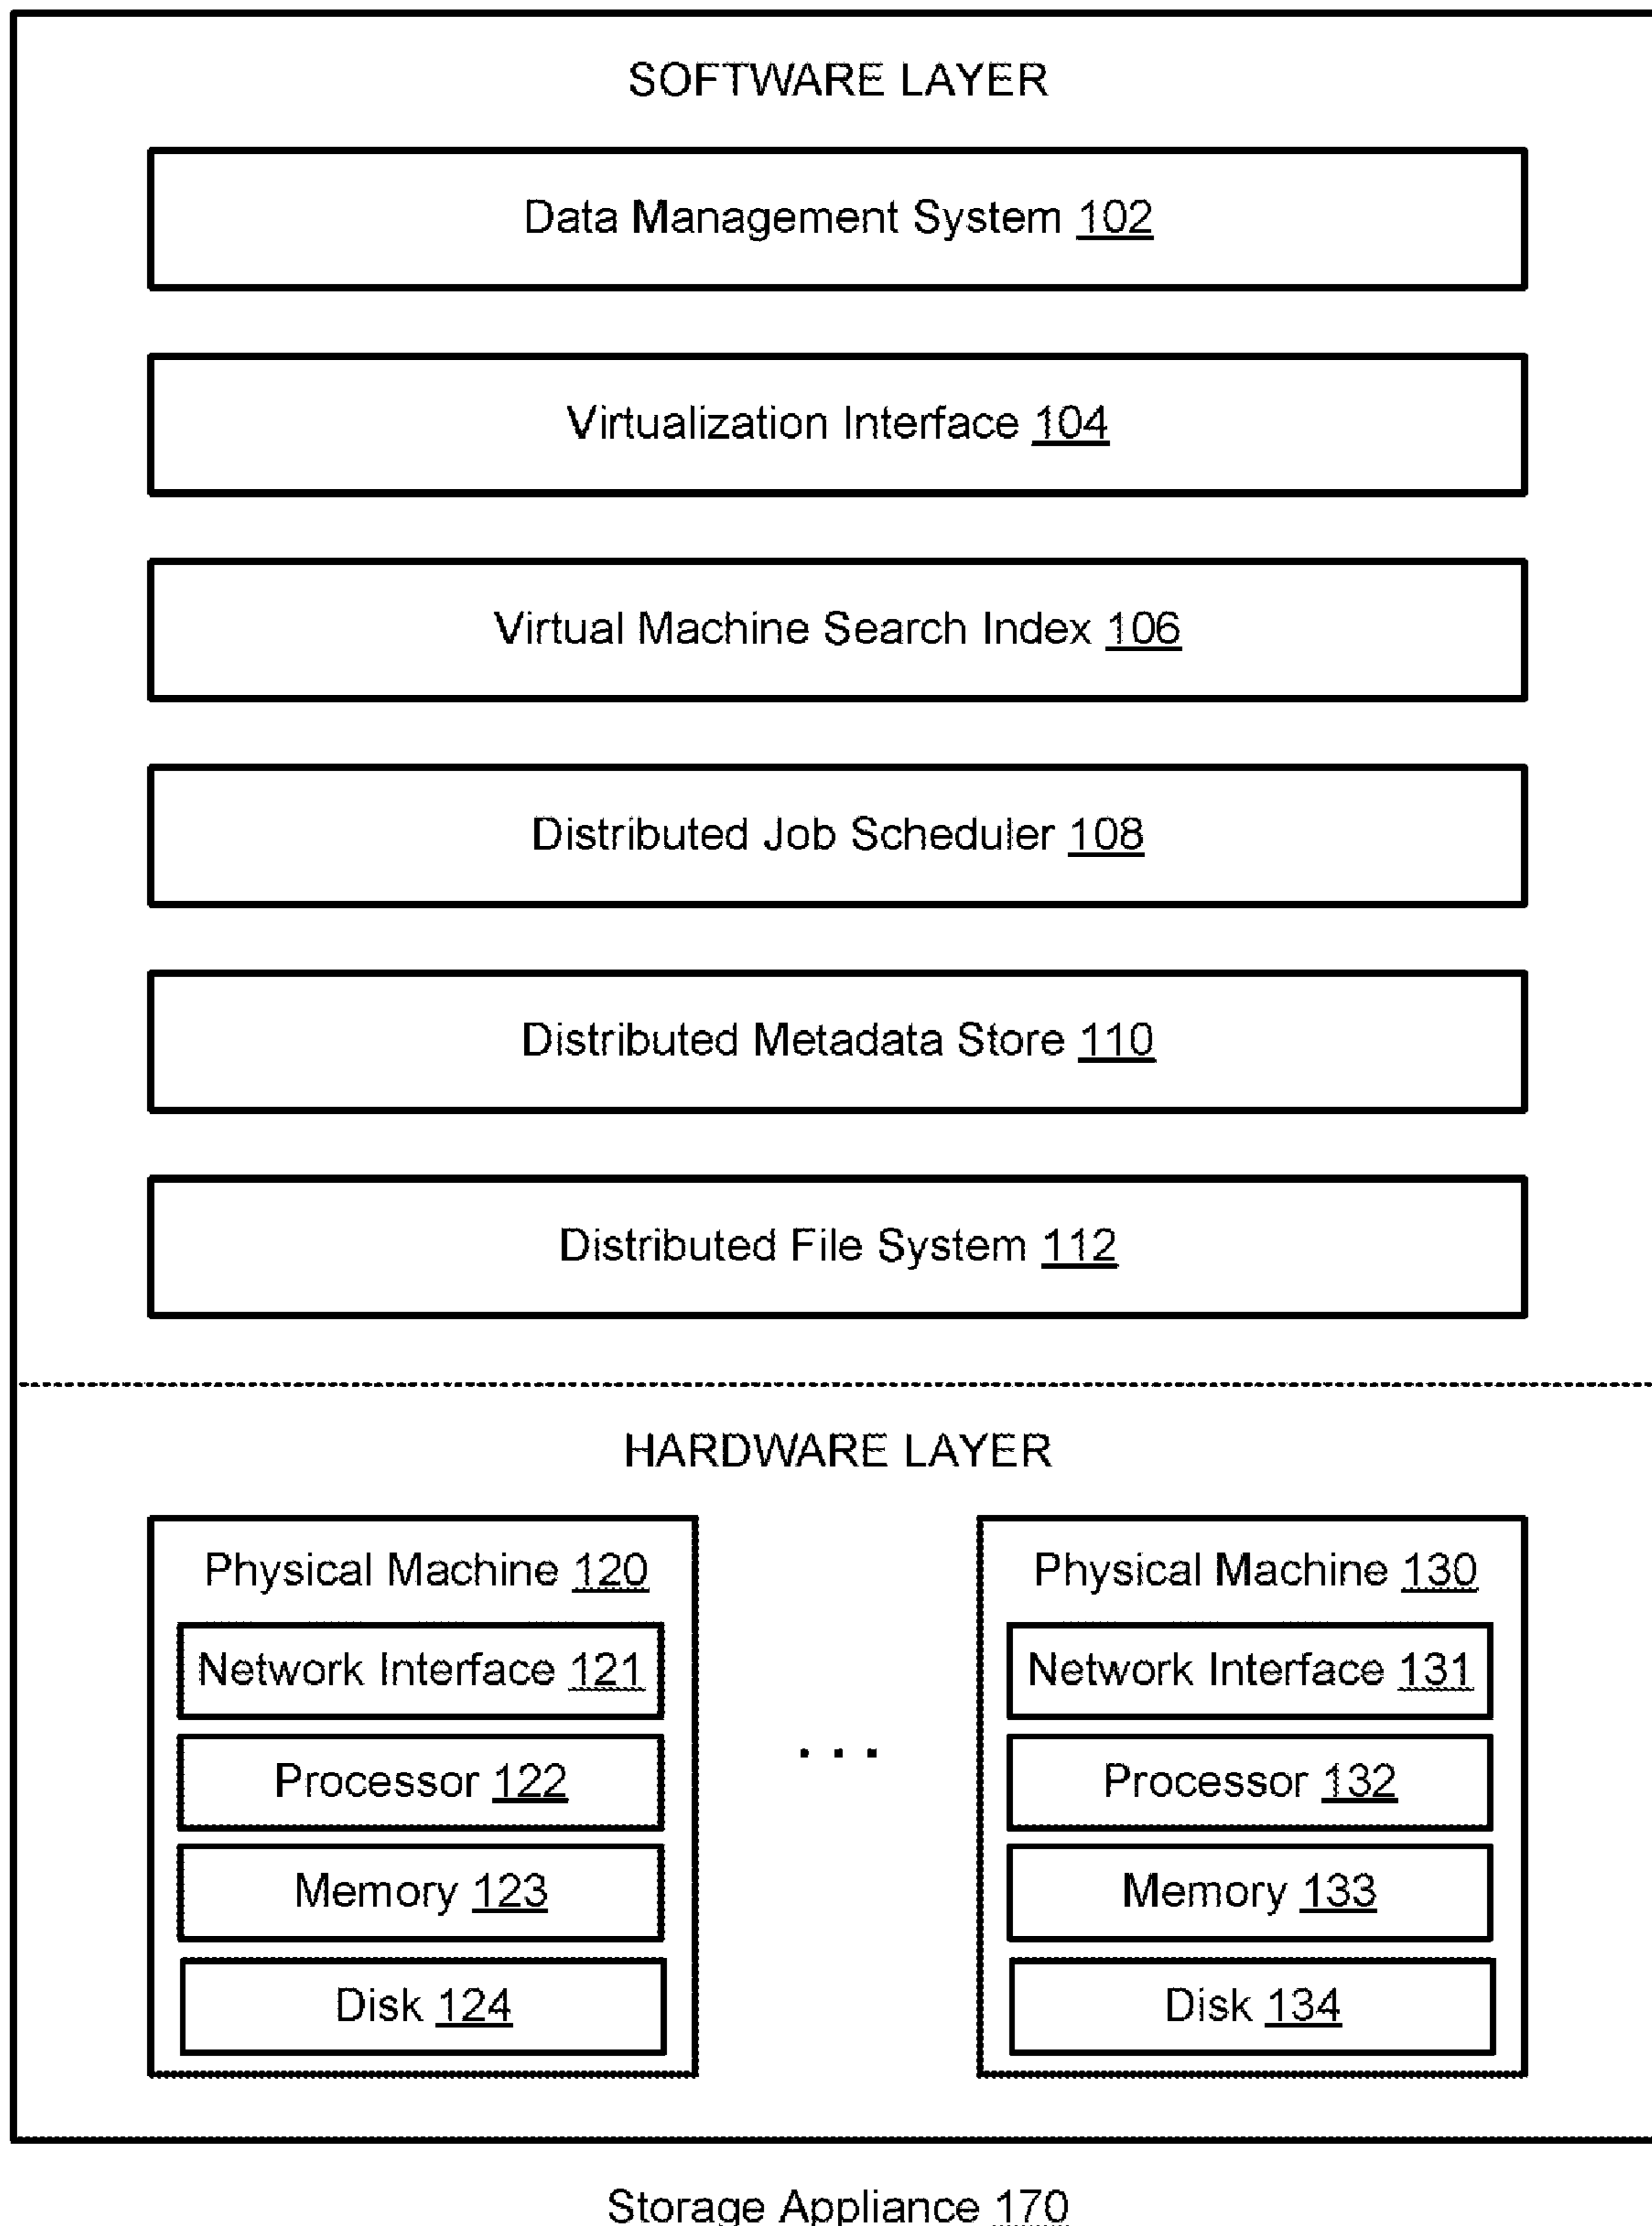 SOFTWARE LAYER
Data Management System 102
Virtualization Interface 104
Virtual Machine Search Index 106
Distributed Job Scheduler 108
Distributed Metadata Store 110
Distributed File System 112
HARDWARE LAYER
Physical Machine 120
Network Interface 121
Processor 122
Memory 123
Disk 124
. . .
Physical Machine 130
Network Interface 131
Processor 132
Memory 133
Disk 134
Storage Appliance 170